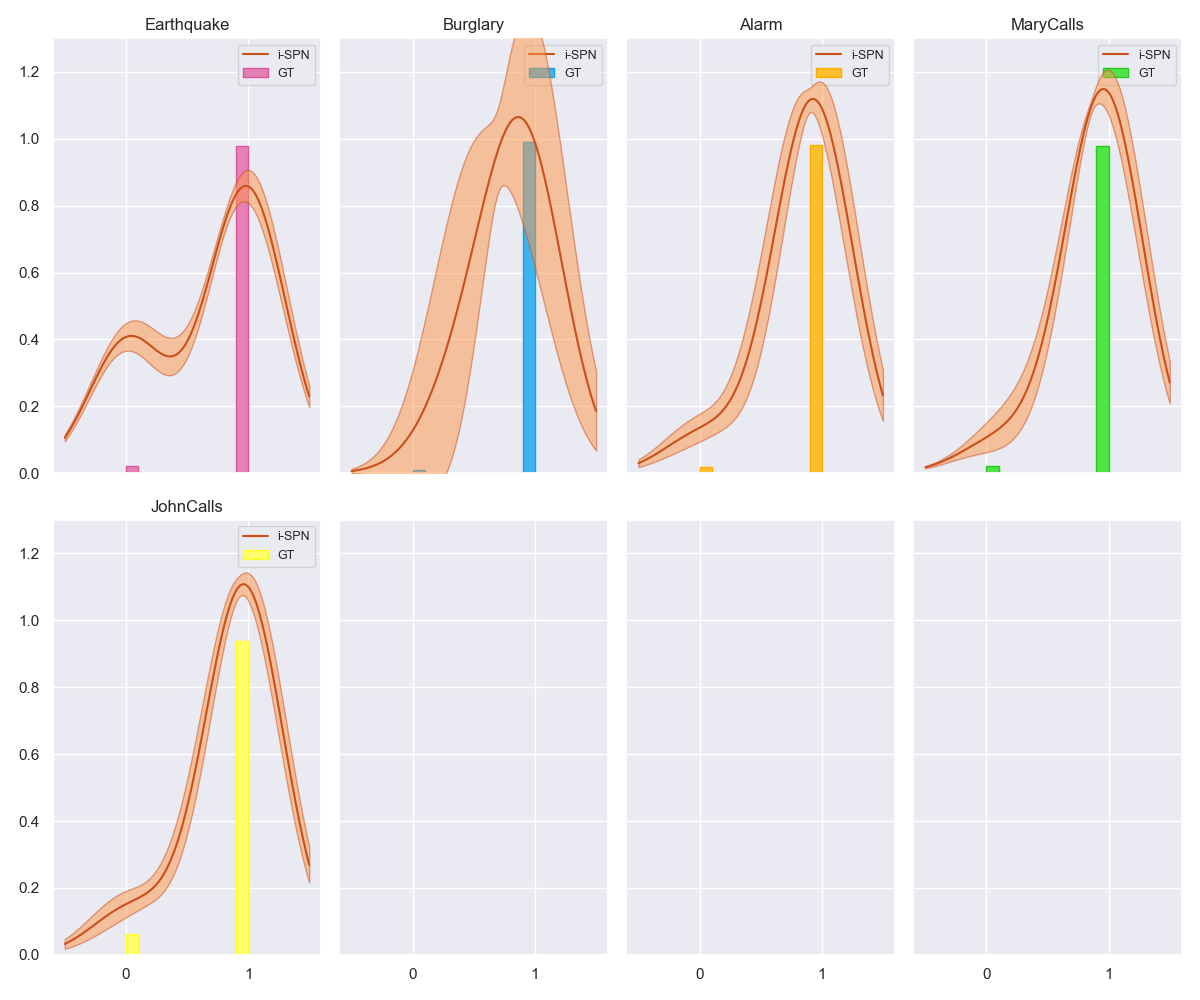 Earthquake
i-SPN
GT
Burglary
i-SPN
GT
Alarm
i-SPN
GT
MaryCalls
i-SPN
GT
1.2
1.0
0.8
0.6
0.4
0.2
0.0
JohnCalls
i-SPN
GT
1.2
1.0
0.8
0.6
0.4
0.2
0.0
0 1
0 1
0 1
0 1